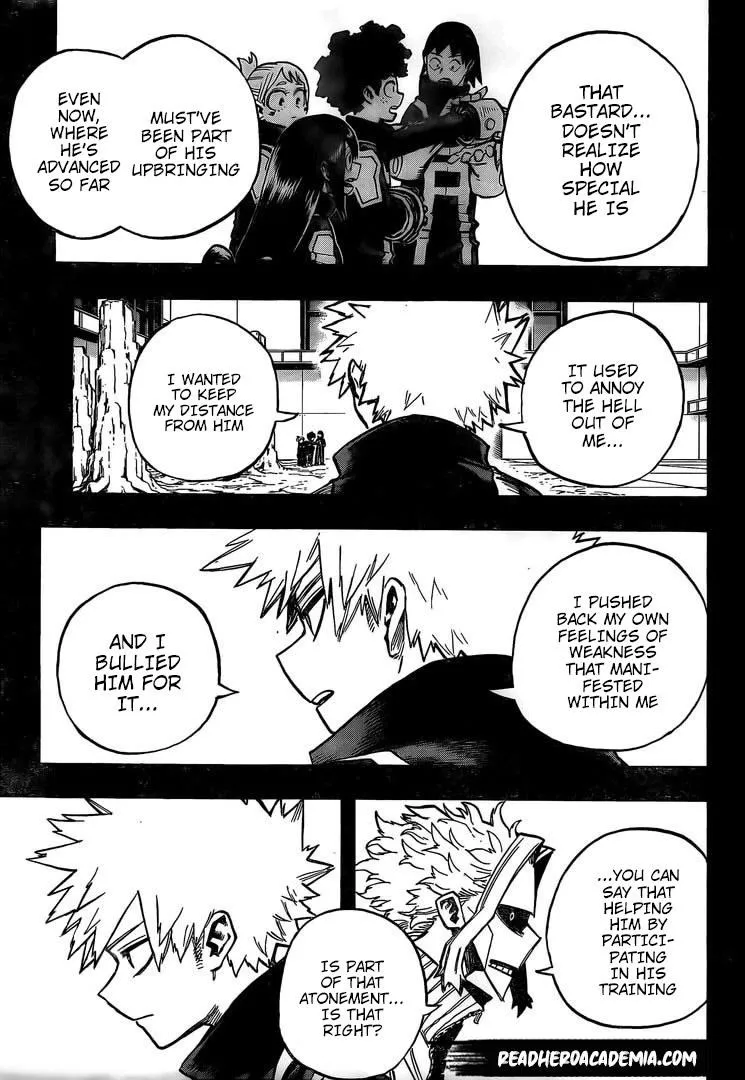 THAT
BASTARD...
DOESN'T
REALIZE
HOW
SPECIAL
HE IS
MUST'VE
BEEN PART
OF HIS
UPBRINGING
EVEN
NOW,
WHERE
HE'S
ADVANCED
SO FAR
IT USED
TO ANNOY
THE HELL
OUT OF
ME...
I WANTED
TO KEEP
MY DISTANCE
FROM HIM
I PUSHED
BACK MY OWN
FEELINGS OF
WEAKNESS
THAT MANI-
FESTED
WITHIN ME
AND I
BULLIED
HIM FOR
IT...
...YOU CAN
SAY THAT
HELPING
HIM BY
PARTICI-
PATING
IN HIS
TRAINING
IS PART
OF THAT
ATONEMENT...
IS THAT
RIGHT?
READHEROACADEMIA.COM